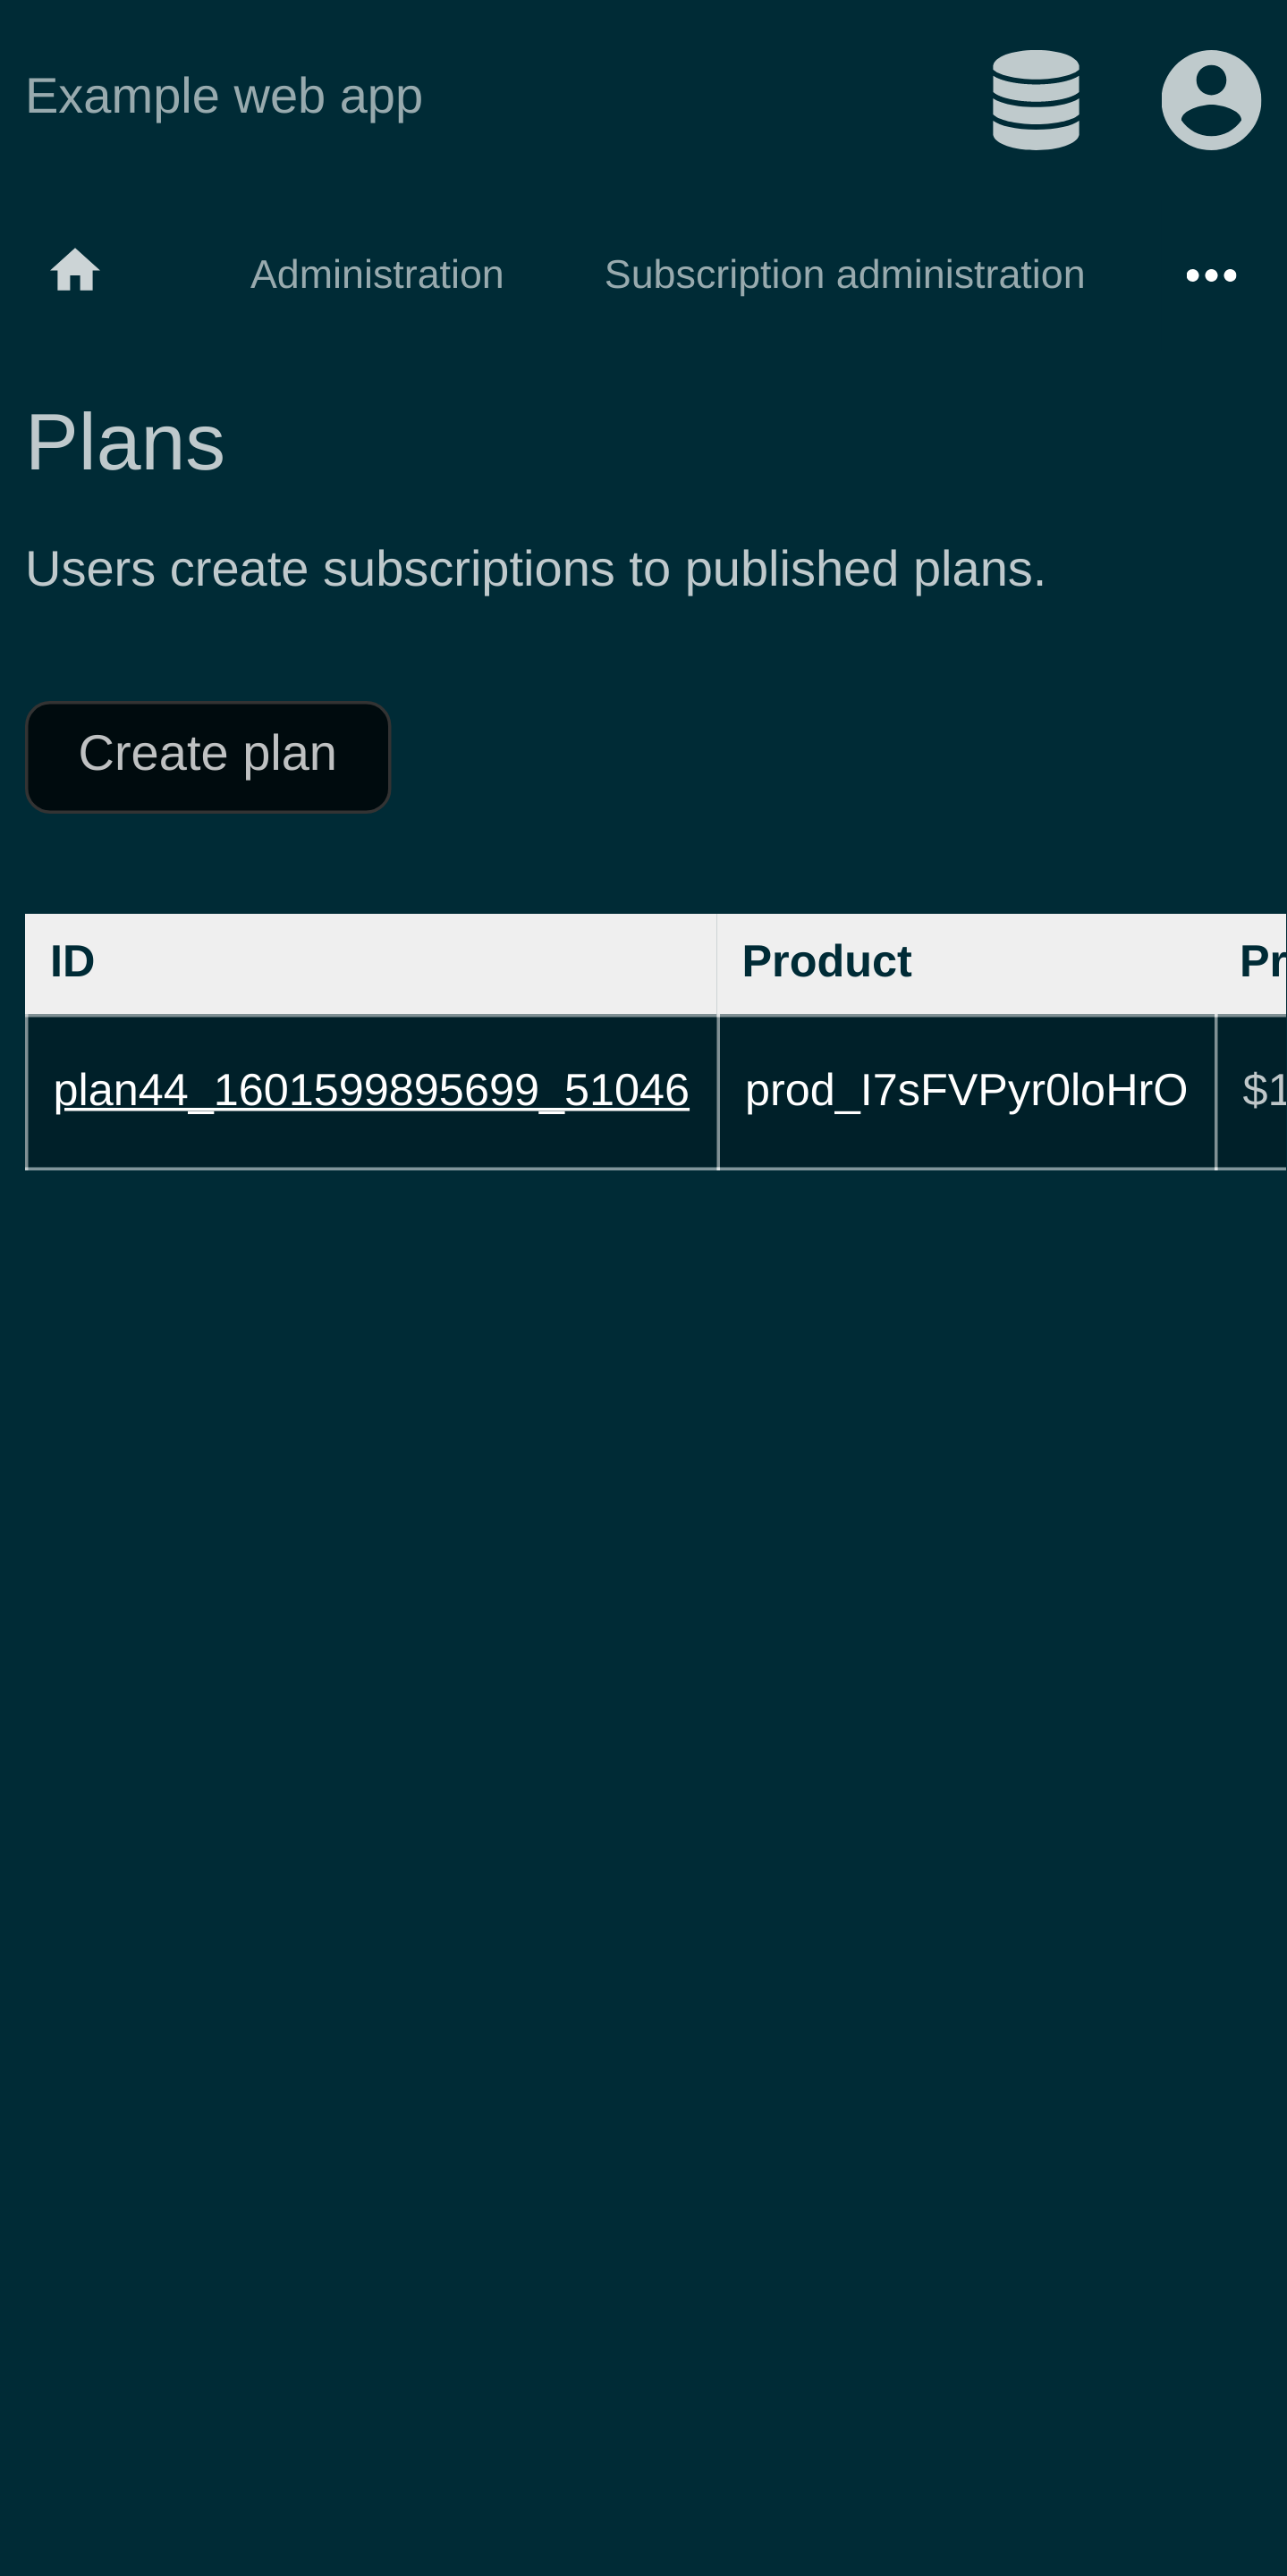 Example web app
Administration Subscription administration
Plans
Users create subscriptions to published plans.
Create plan
ID Product Pr
plan44_1601599895699_51046 prod_I7sFVPyr0loHrO $1